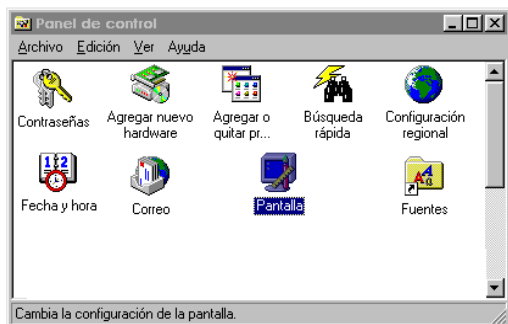 Panel de control
Archivo Edición Ver Ayuda
Contraseñas
Agregar nuevo
hardware
Agregar o
quitar pr...
Búsqueda
rápida
Configuración
regional
Fecha y hora
Correo
Pantalla
Fuentes
Cambia la configuración de la pantalla.